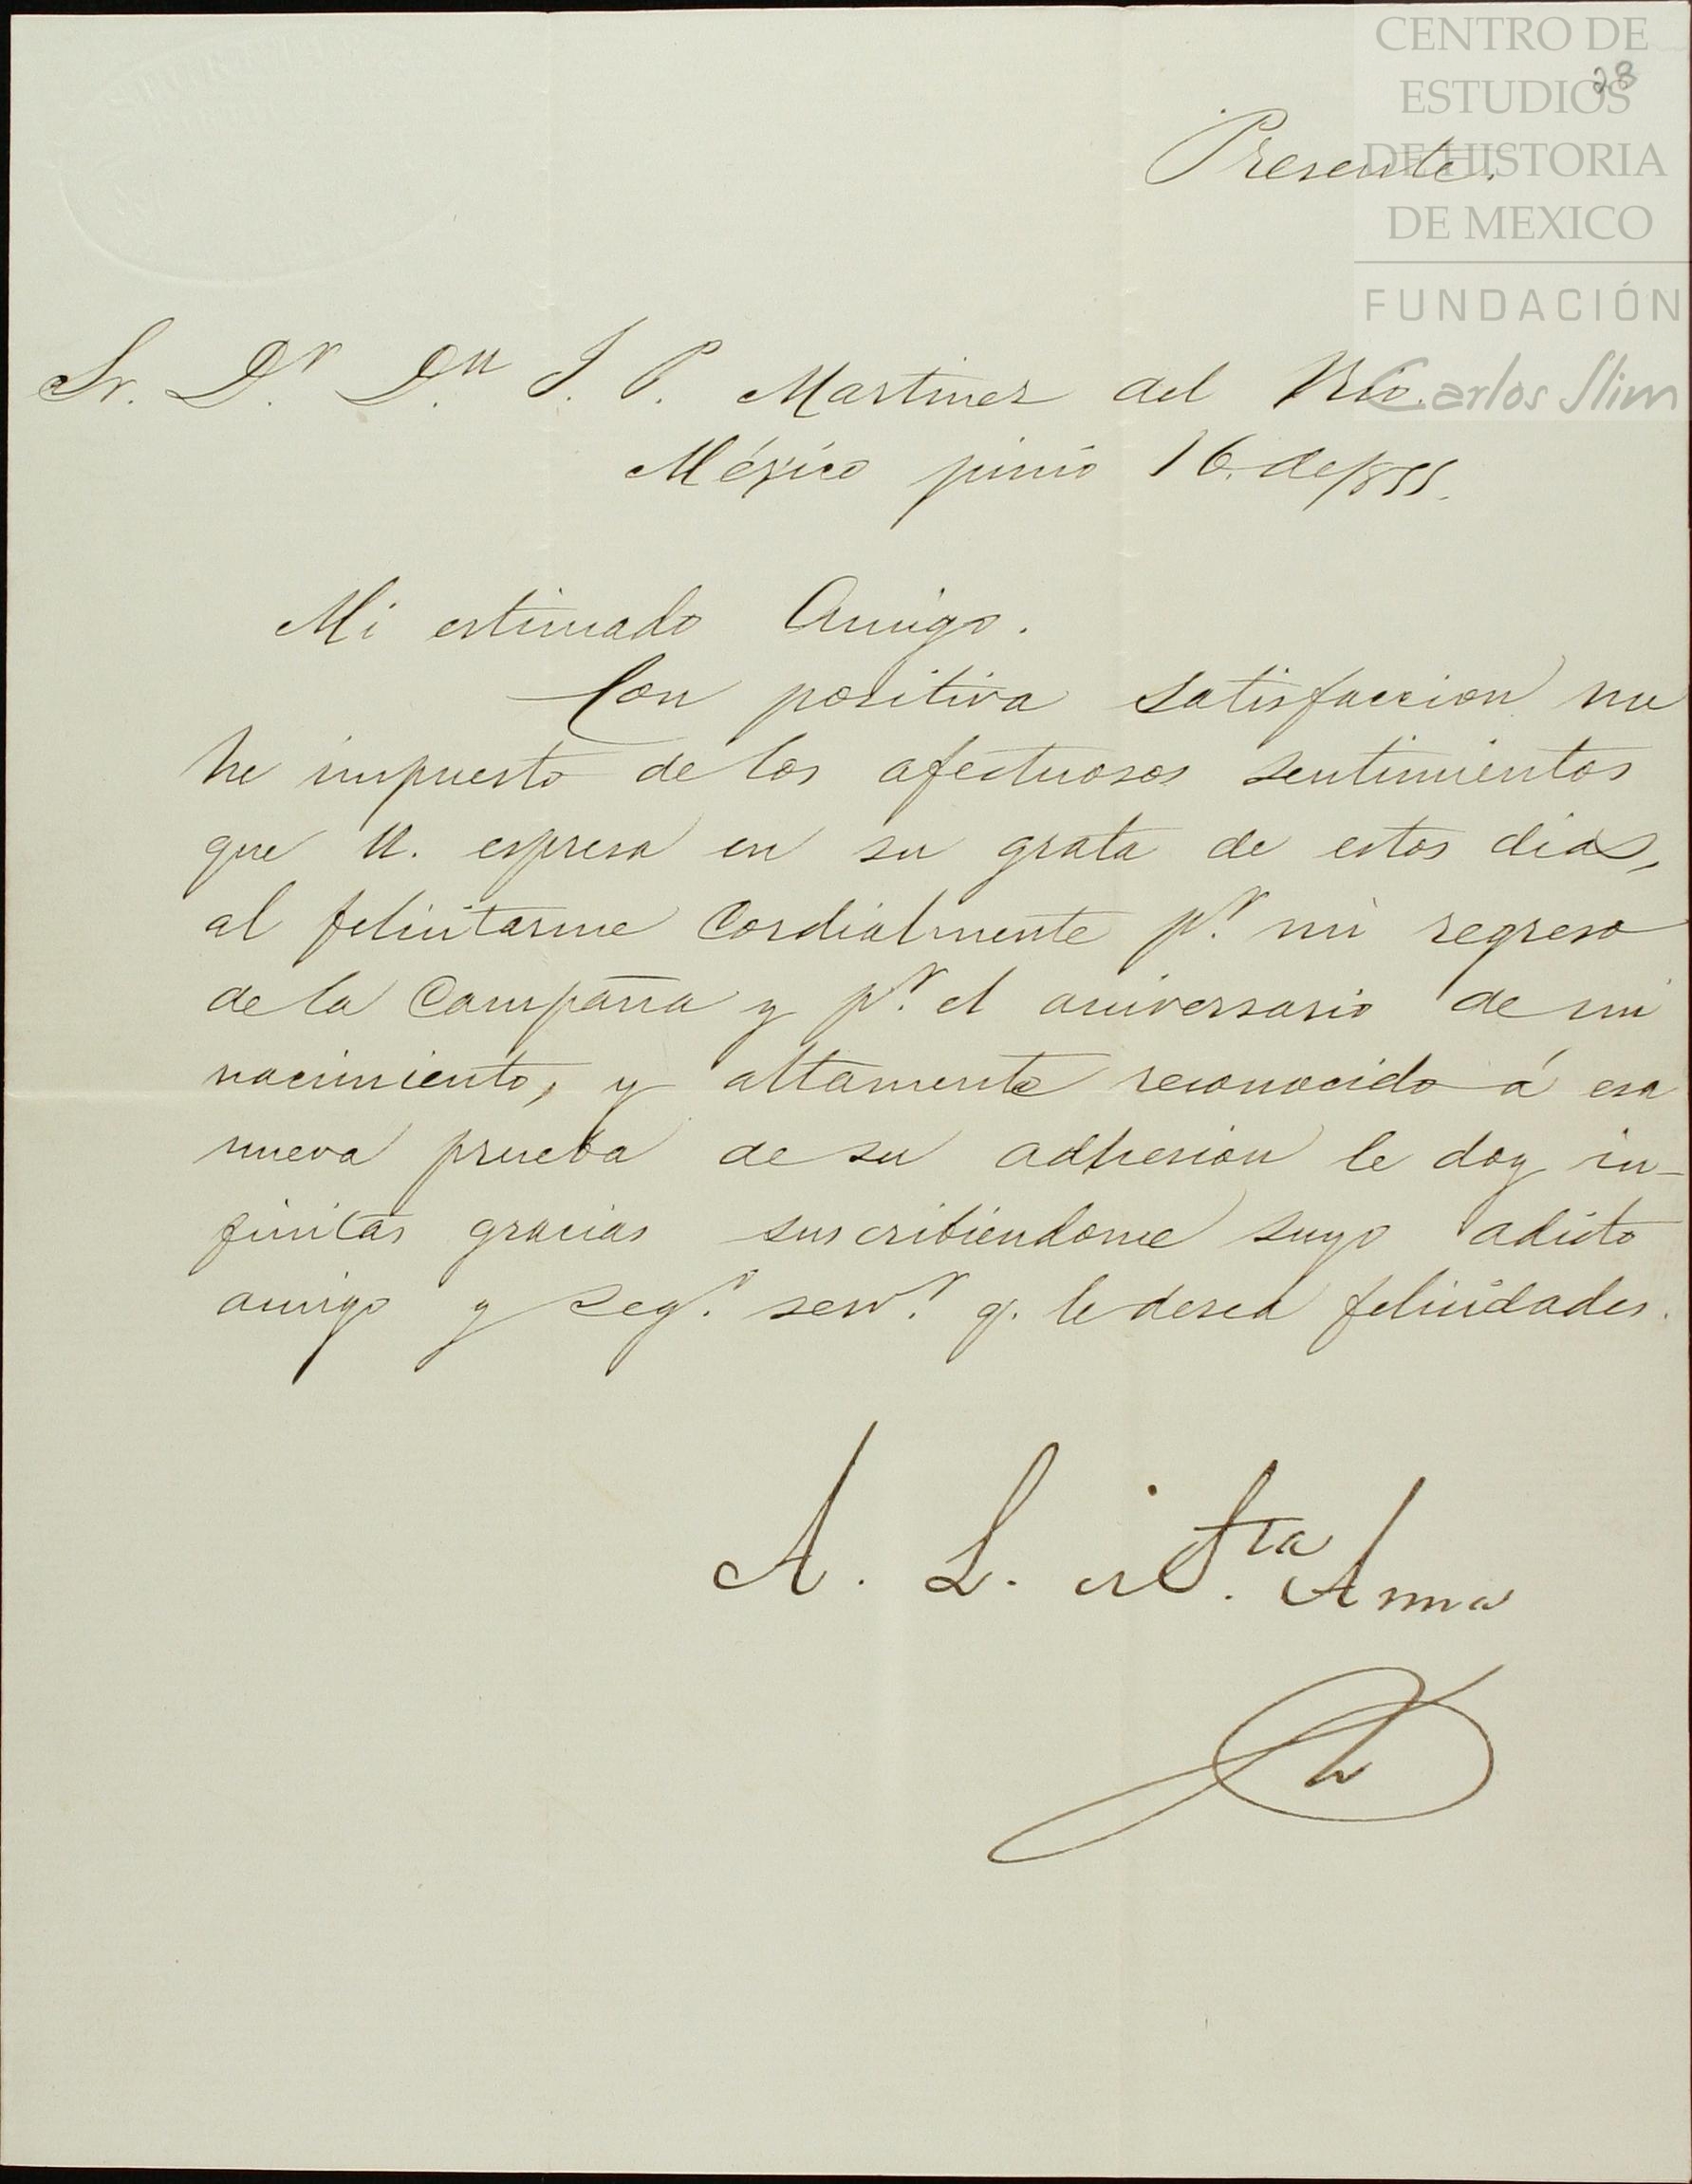 CENTRO DE
ESTUDIOS
DE HISTORIA
DE MEXICO
FUNDACIÓN
Carlos Slim
28
Presente.
Sr. D.r D.n J. P. Martinez del Rio.
México junio 16. de 1855.
Mi estimado Amigo.
Con positiva satisfaccion me
he impuesto de los afectuosos sentimientos
que U. espresa en su grata de estos dias,
al felicitarme Cordialmente p.r mi regreso
de la Campaña y p.r el aniversario de mi
nacimiento, y altamente reconocido á esa
nueva prueba de su adhesion le doy in-
finitas gracias suscribiéndome suyo adicto
amigo y seg.r serv.r q. le desea felicidades.
A. L. de S.ta Anna